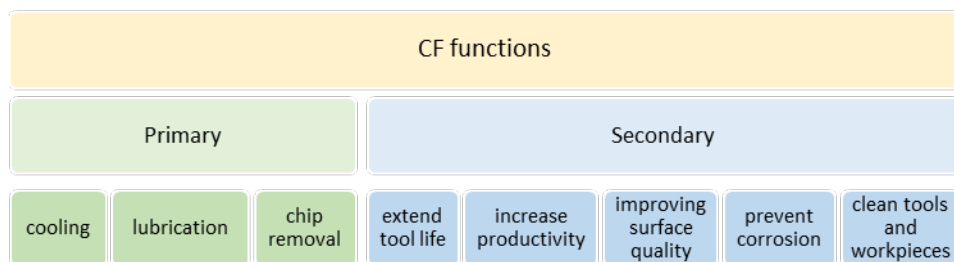 CF functions
Primary
Secondary
cooling
lubrication
chip
removal
extend
tool life
increase
productivity
improving
surface
quality
prevent
corrosion
clean tools
and
workpieces